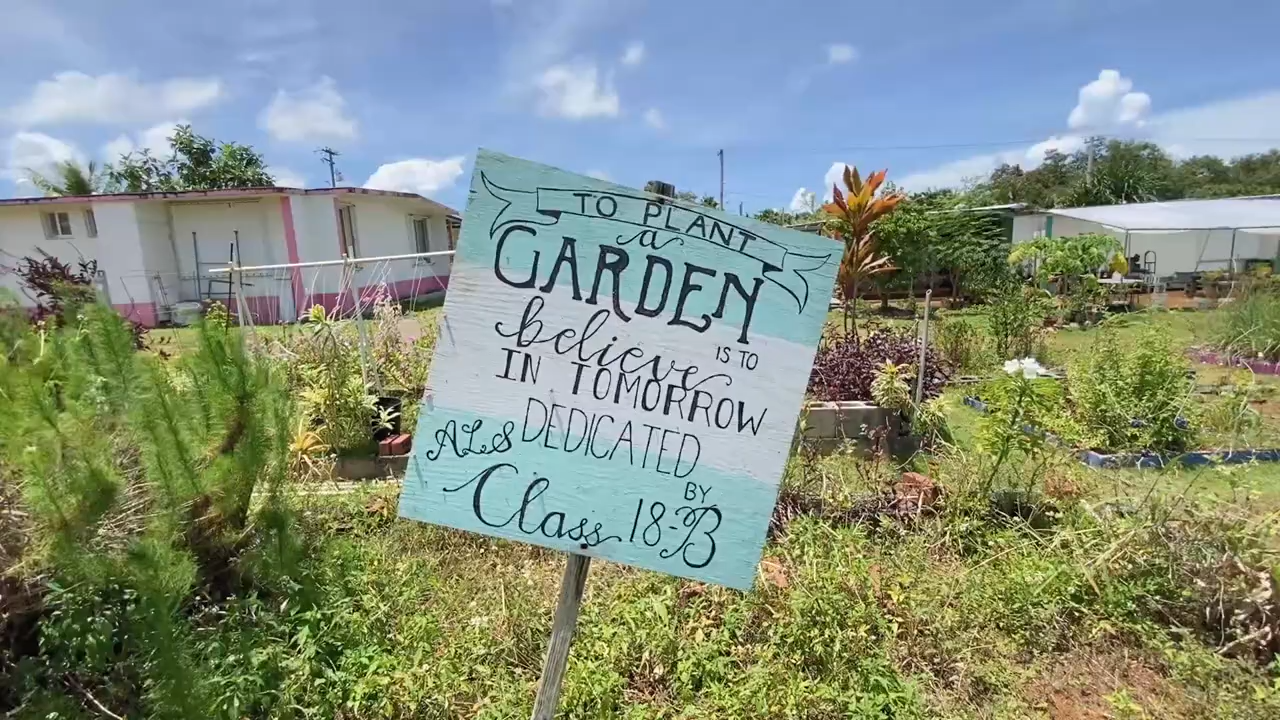 TO PLANT
a
GARDEN
IS TO
believe
IN TOMORROW
DEDICATED
BY
ALS
Class 18-B